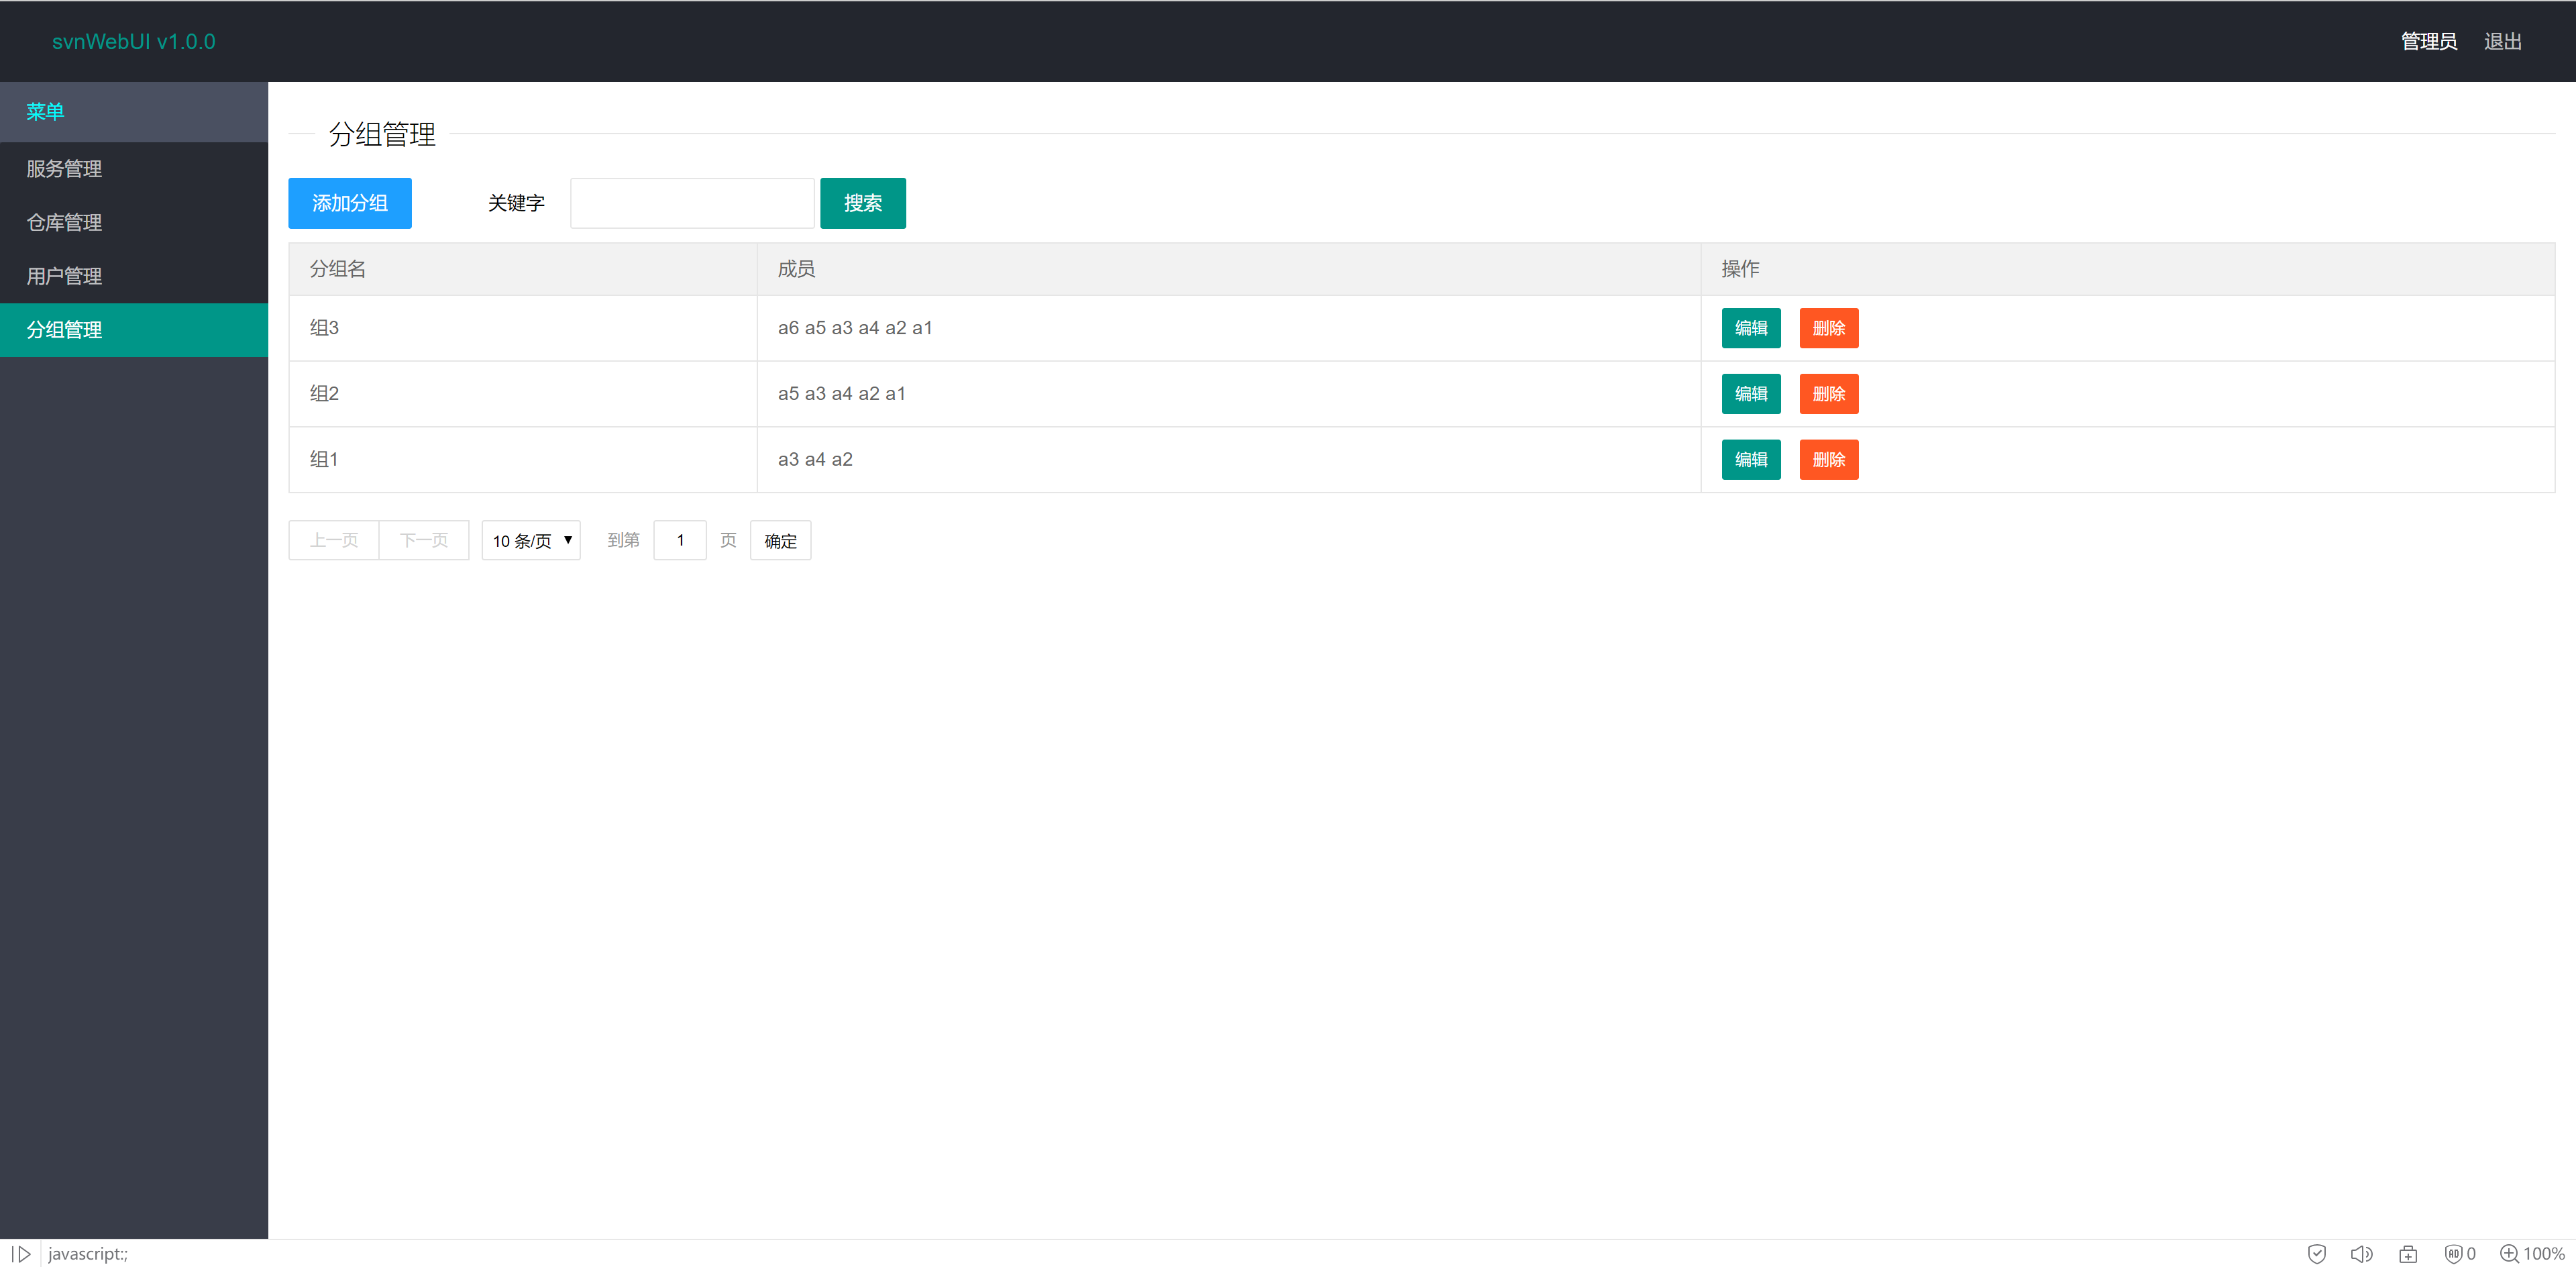 svnWebUI v1.0.0
管理员 退出
菜单
服务管理
仓库管理
用户管理
分组管理
分组管理
添加分组 关键字 搜索
分组名 成员 操作
组3 a6 a5 a3 a4 a2 a1 编辑 删除
组2 a5 a3 a4 a2 a1 编辑 删除
组1 a3 a4 a2 编辑 删除
上一页 下一页 10 条/页 到第 1 页 确定
javascript:;
AD 0 100%